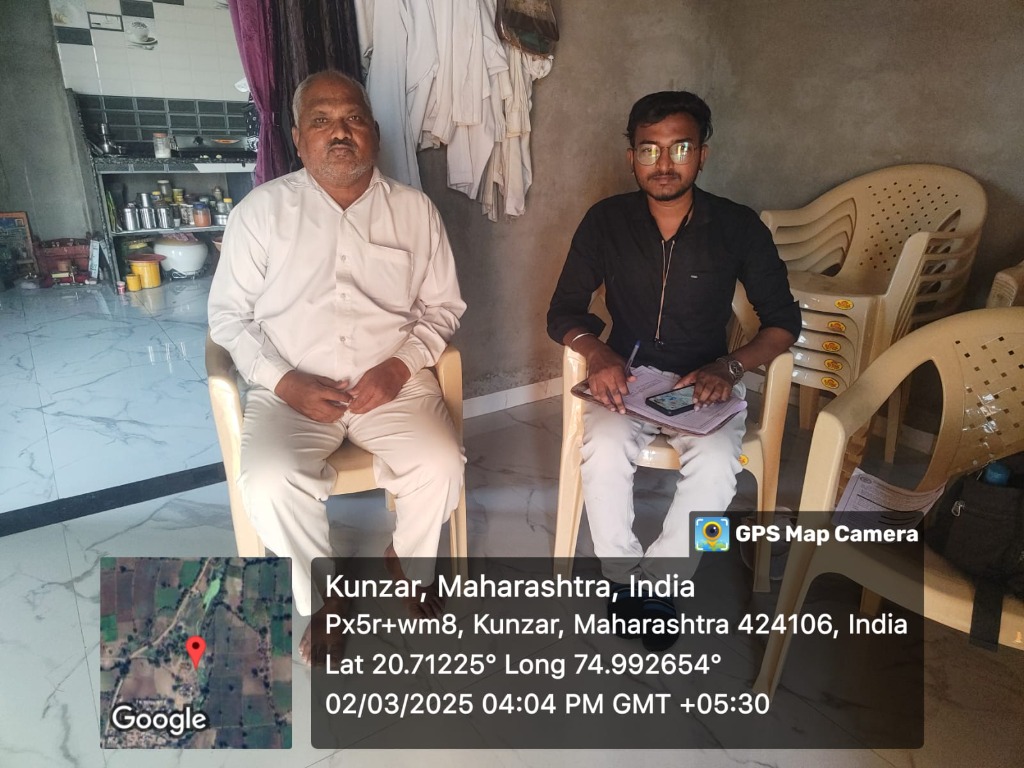 GPS Map Camera
Kunzar, Maharashtra, India
Px5r+wm8, Kunzar, Maharashtra 424106, India
Lat 20.71225° Long 74.992654°
02/03/2025 04:04 PM GMT +05:30
Google